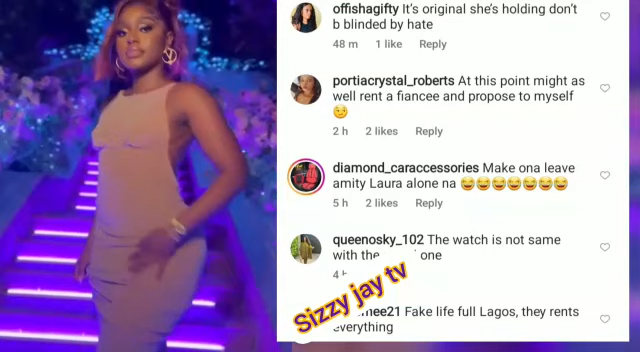 offishagifty It's original she's holding don't
b blinded by hate
48 m 1 like Reply
portiacrystal_roberts At this point might as
well rent a fiancee and propose to myself
😏
2 h 2 likes Reply
diamond_caraccessories Make ona leave
amity Laura alone na 😂😂😂😂😂😂😂
5 h 2 likes Reply
queenosky_102 The watch is not same
with the one
4 h
Sizzy jay tv
Fake life full Lagos, they rents
everything